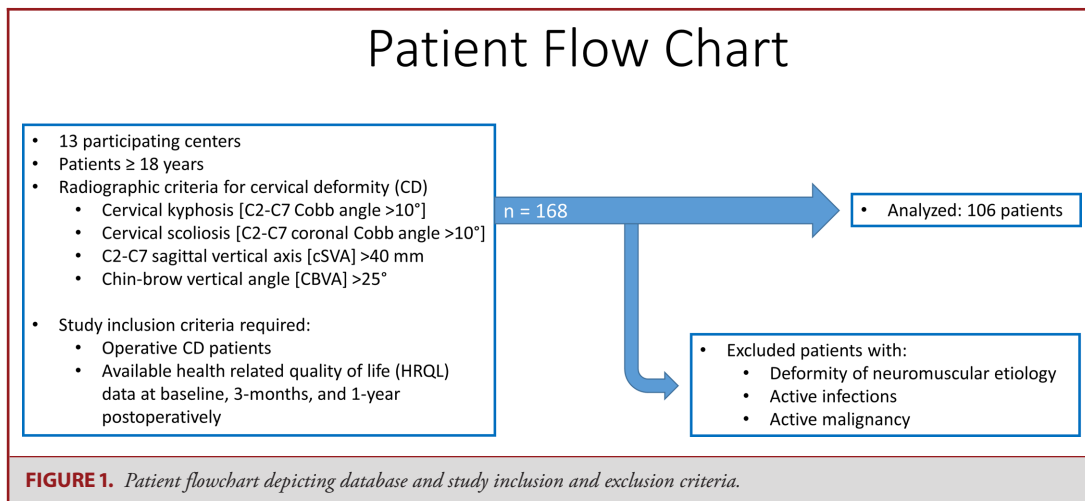 Patient Flow Chart
• 13 participating centers
• Patients ≥ 18 years
• Radiographic criteria for cervical deformity (CD)
• Cervical kyphosis [C2-C7 Cobb angle >10°]
• Cervical scoliosis [C2-C7 coronal Cobb angle >10°]
• C2-C7 sagittal vertical axis [cSVA] >40 mm
• Chin-brow vertical angle [CBVA] >25°
• Study inclusion criteria required:
• Operative CD patients
• Available health related quality of life (HRQL)
data at baseline, 3-months, and 1-year
postoperatively
n = 168
• Analyzed: 106 patients
• Excluded patients with:
• Deformity of neuromuscular etiology
• Active infections
• Active malignancy
FIGURE 1. Patient flowchart depicting database and study inclusion and exclusion criteria.